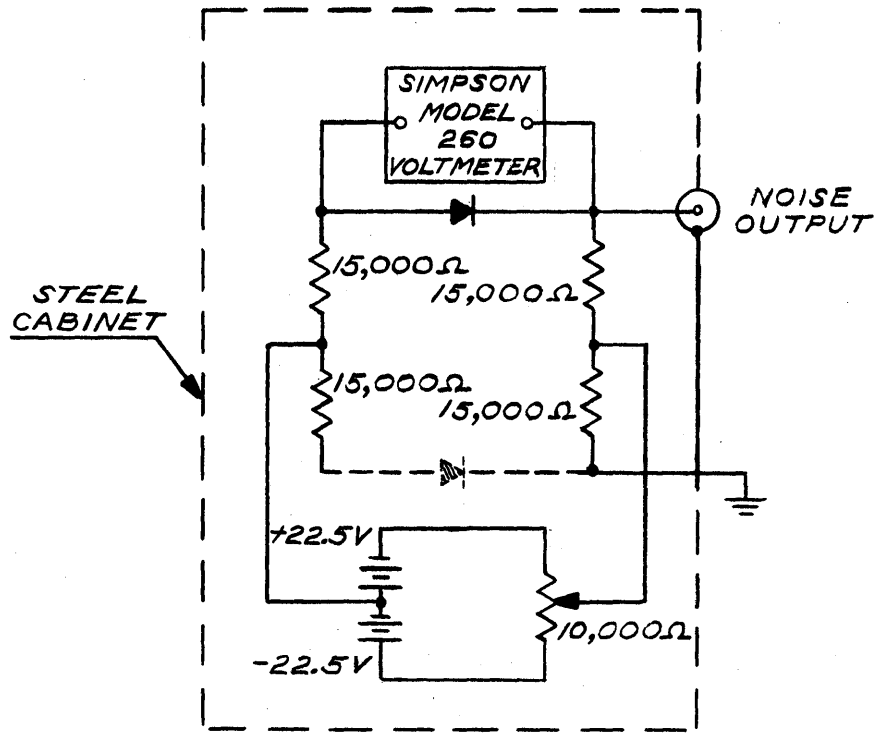 SIMPSON
MODEL
260
VOLTMETER
NOISE
OUTPUT
15,000Ω
15,000Ω
STEEL
CABINET
15,000Ω
15,000Ω
+22.5V
10,000Ω
-22.5V